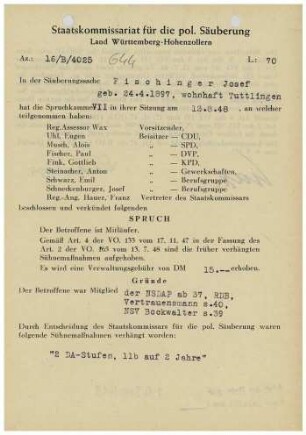 Staatskommissariat für die pol. Säuberung
Land Württemberg-Hohenzollern
Az.: 16/B/4025
L: 70
In der Säuberungssache Fischinger Josef
geb. 24.4.1897, wohnhaft Tuttlingen
hat die Spruchkammer VII in ihrer Sitzung am 12.8.48 , an welcher
teilgenommen haben:
Reg.Assessor Wax Vorsitzender,
Uhl, Eugen Beisitzer — CDU,
Munch, Alois „ — SPD,
Fischer, Paul „ — DVP,
Fink, Gottlieb „ — KPD,
Steinacher, Anton „ — Gewerkschaften,
Schwarz, Emil „ — Berufsgruppe
Schneckenburger, Josef „ — Berufsgruppe
Reg.-Ang. Hauer, Franz Vertreter des Staatskommissars
beschlossen und verkündet folgenden
SPRUCH
Der Betroffene ist Mitläufer.
Gemäß Art. 4 der VO. 133 vom 17. 11. 47 in der Fassung des
Art. 2 der VO. 165 vom 13. 7. 48 sind die früher verhängten
Sühnemaßnahmen aufgehoben.
Es wird eine Verwaltungsgebühr von DM 15.-- erhoben.
Gründe
Der Betroffene war Mitglied der NSDAP ab 37, RDB,
Vertrauensmann s.40,
NSV Bockwalter s.39
Durch Entscheidung des Staatskommissars für die pol. Säuberung waren
folgende Sühnemaßnahmen verhängt worden:
"2 DA-Stufen, 11b auf 2 Jahre"